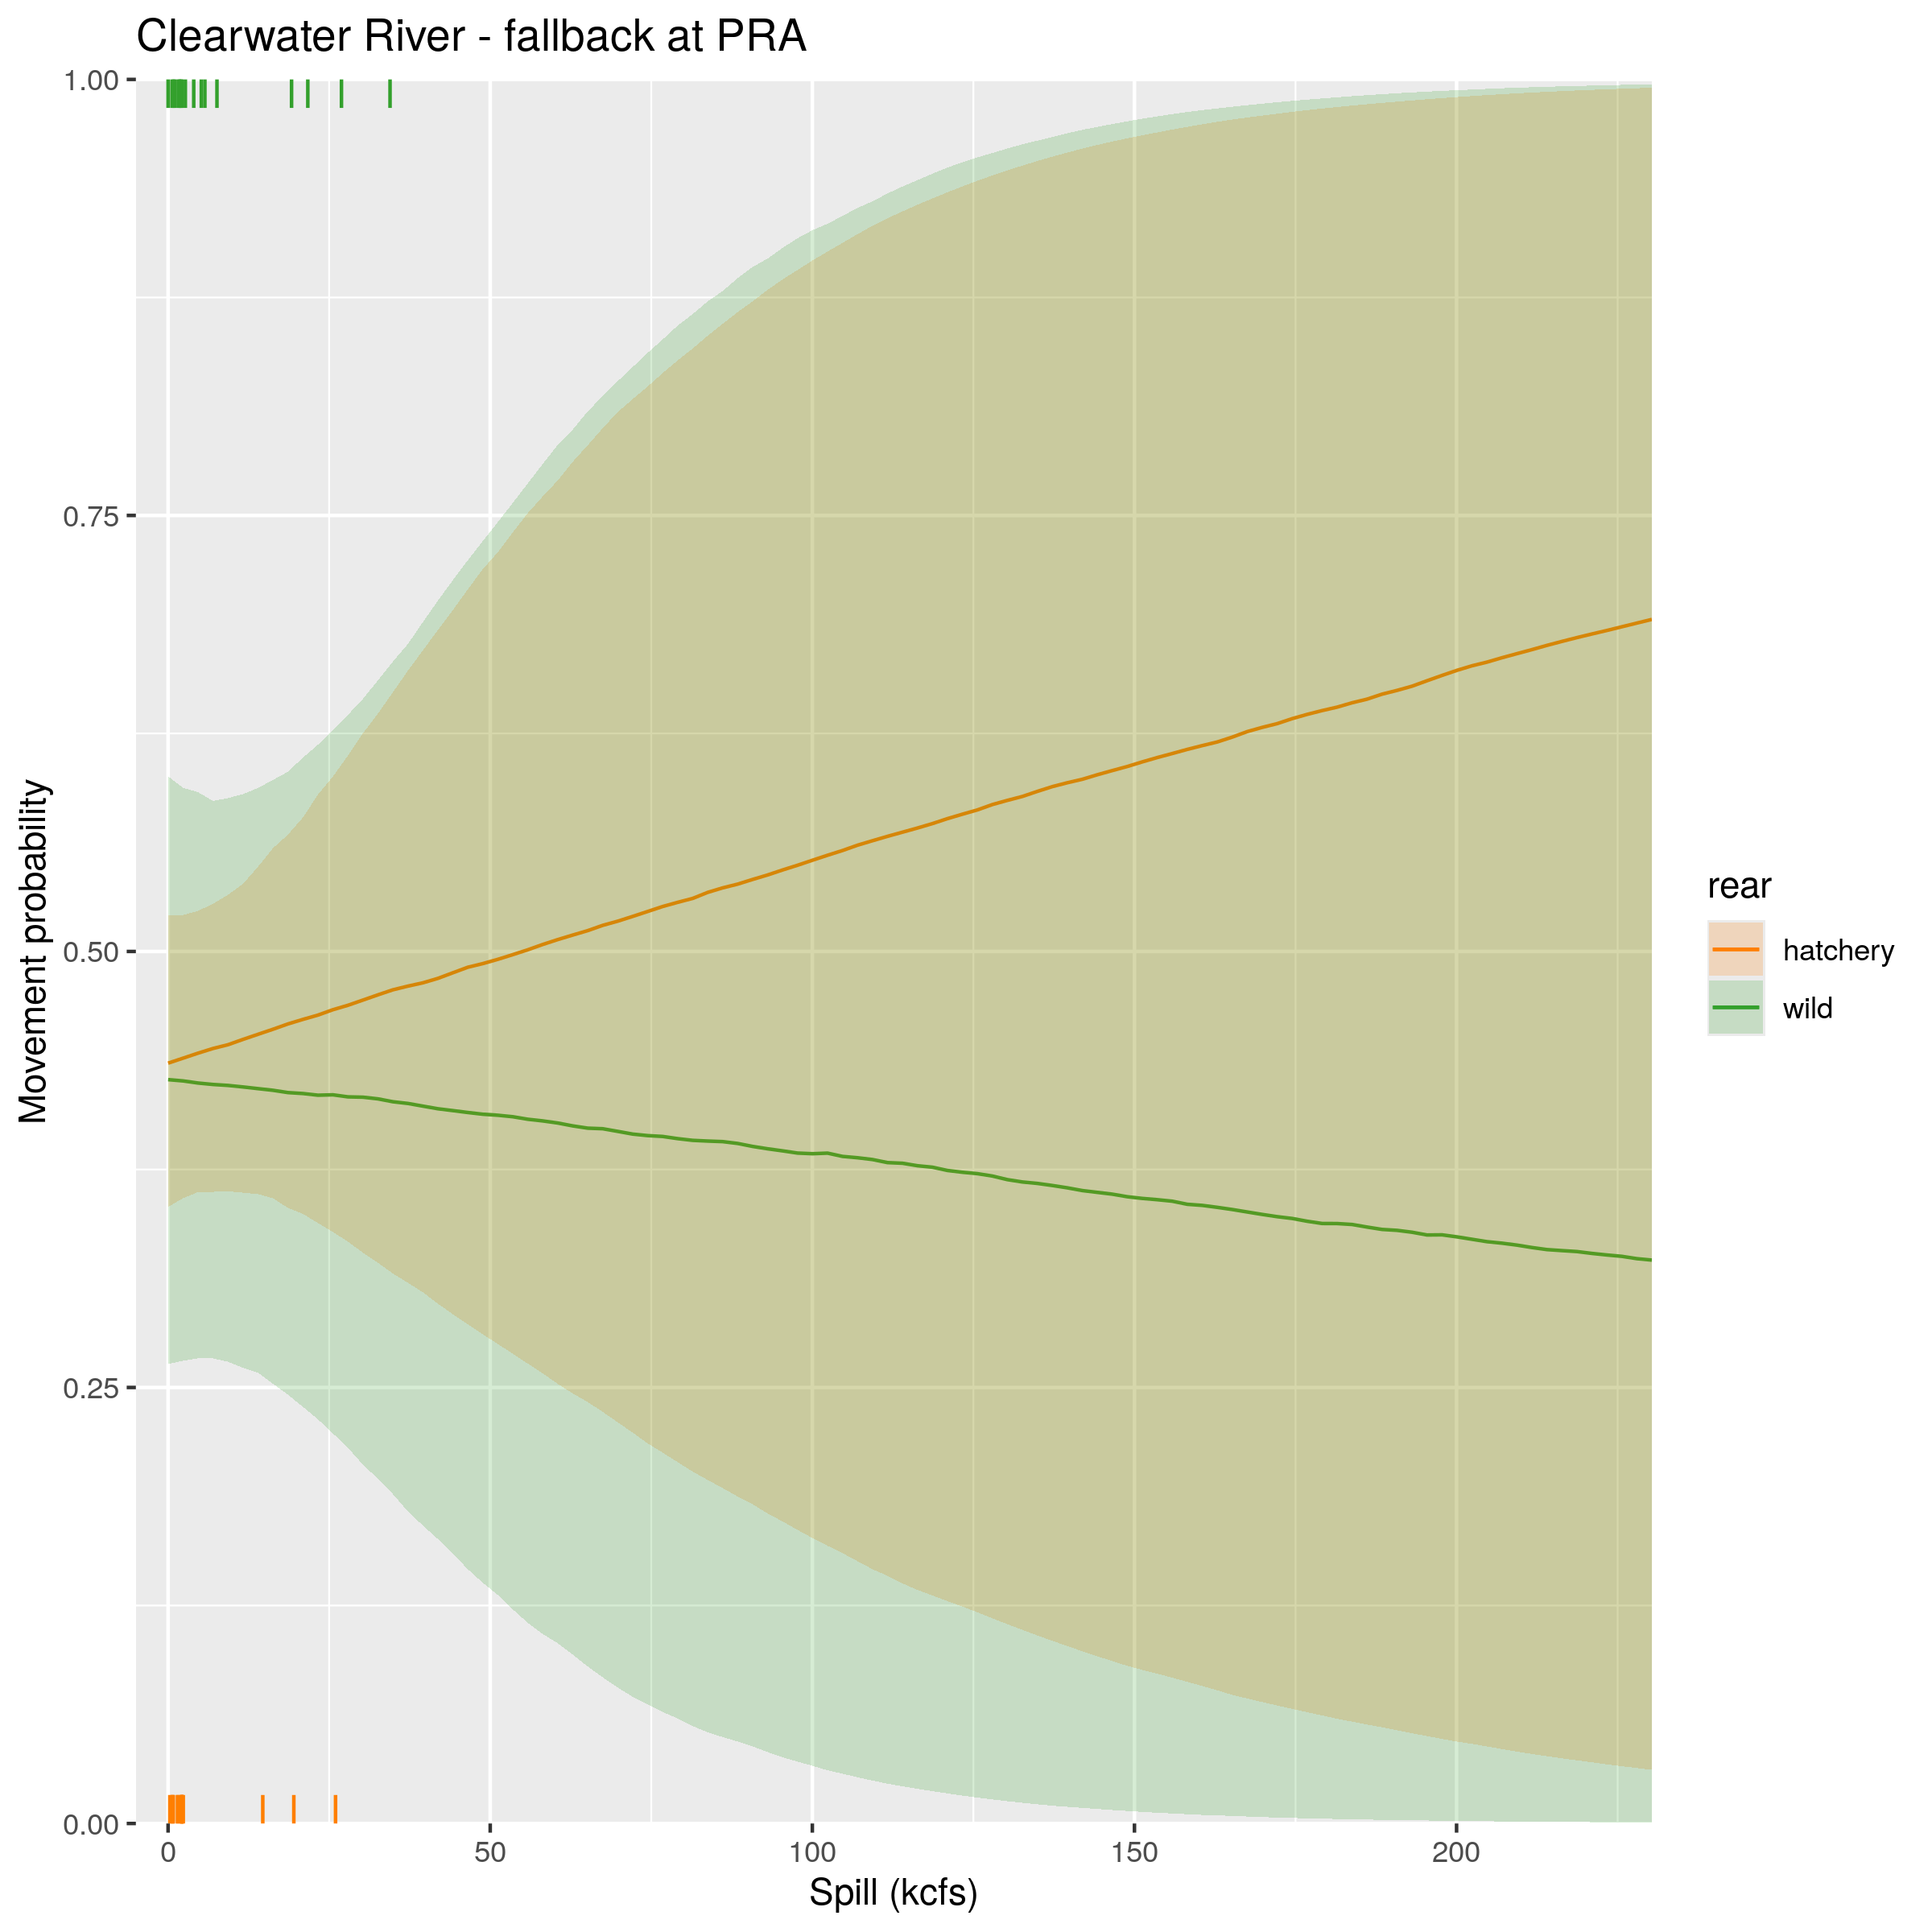 Clearwater River - fallback at PRA
1.00
0.75
0.50
0.25
0.00
Movement probability
0 50 100 150 200
Spill (kcfs)
rear
hatchery
wild